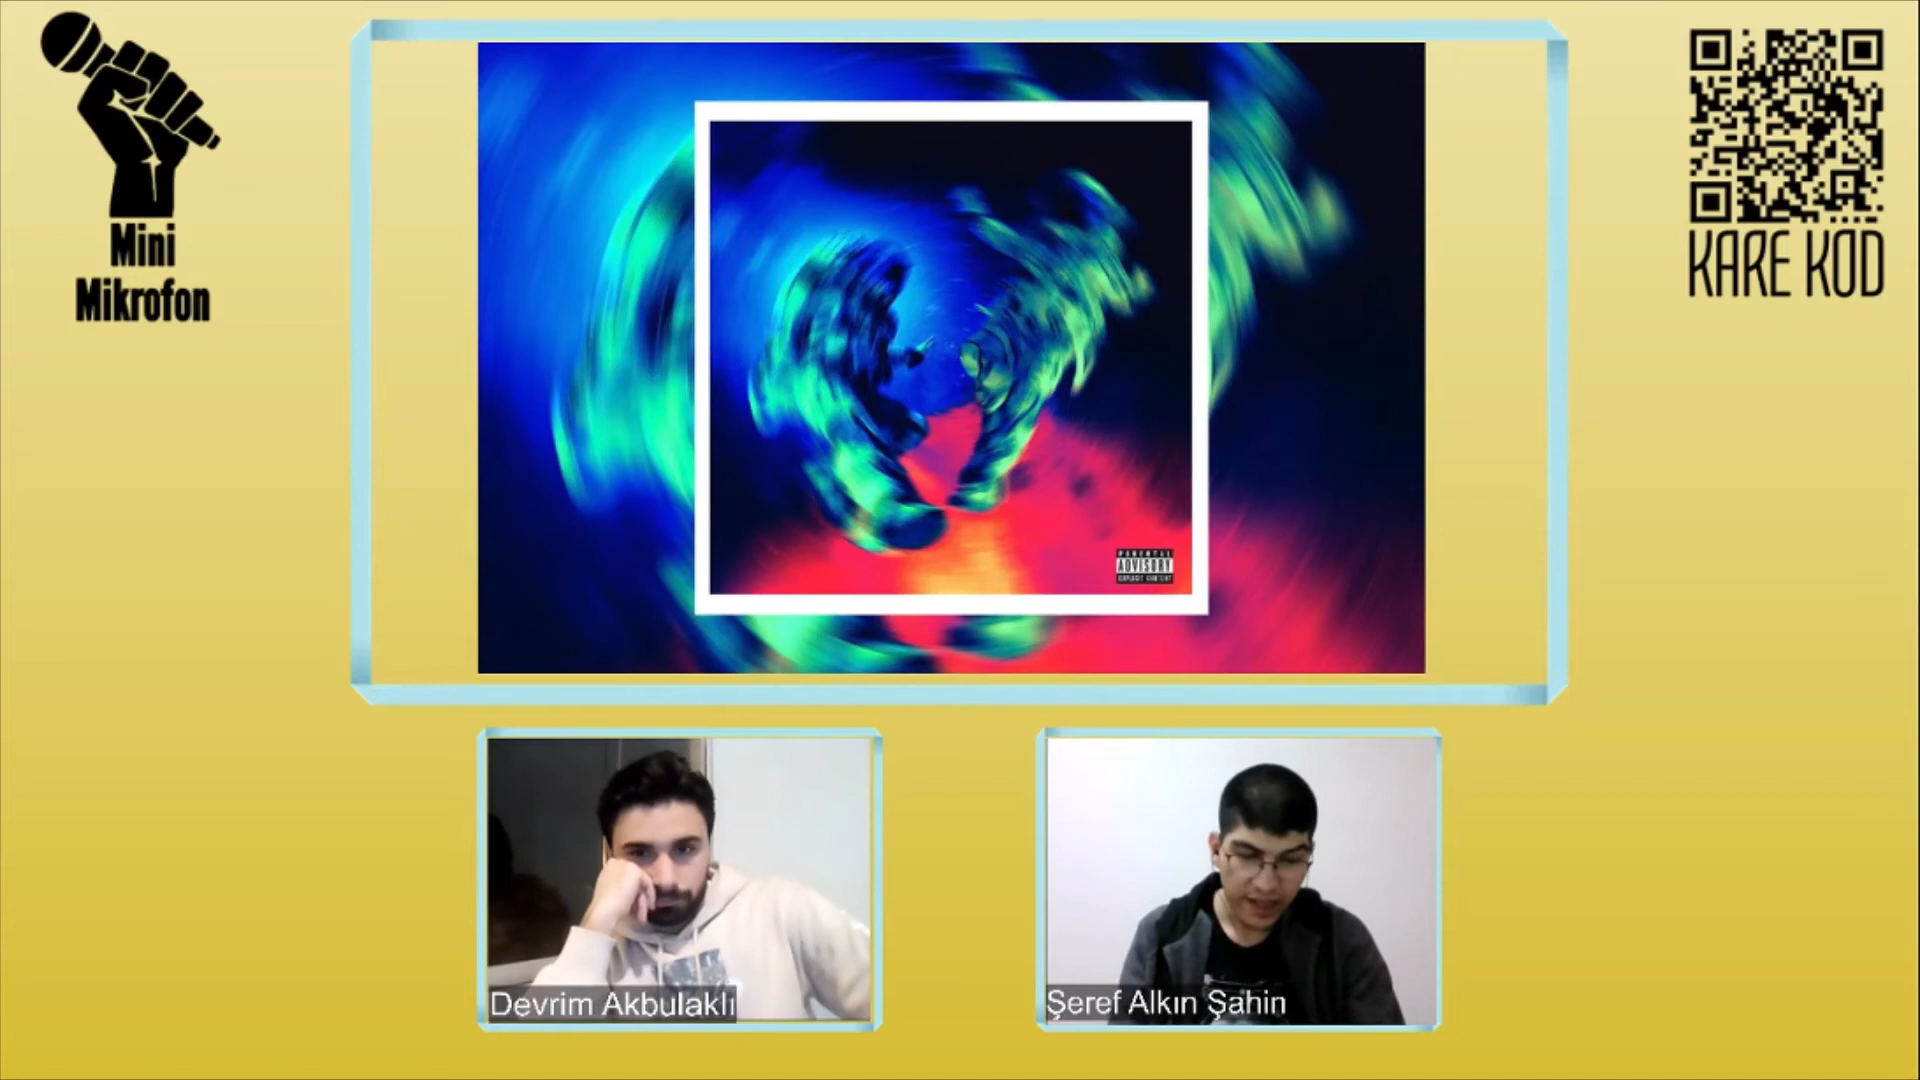 Mini
Mikrofon
KARE KOD
PARENTAL
ADVISORY
EXPLICIT CONTENT
Devrim Akbulaklı
Şeref Alkın Şahin